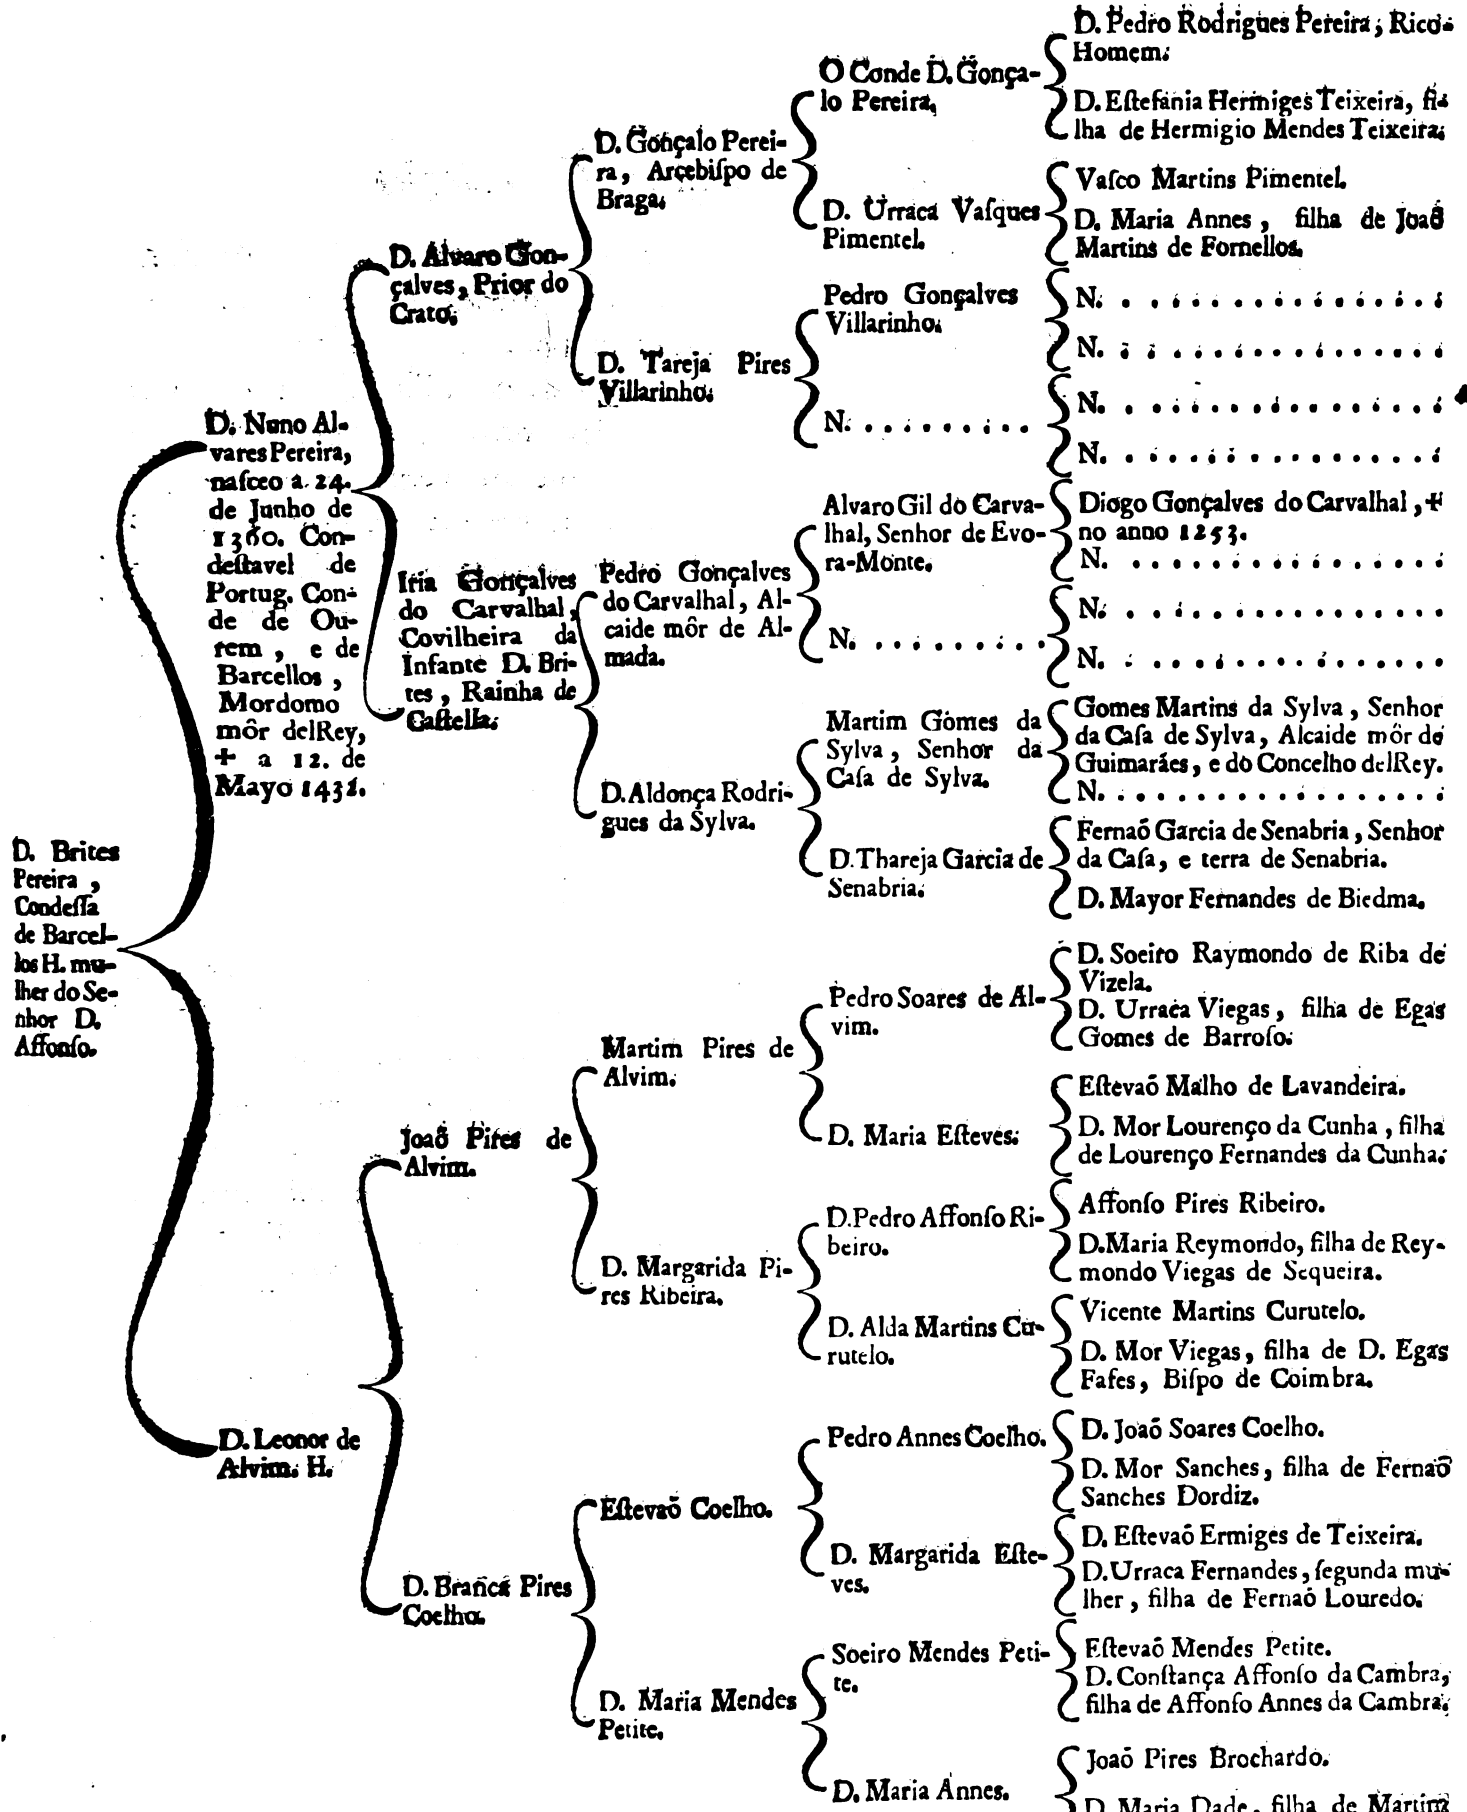 D. Brites
Pereira,
Condeſſa
de Barcel-
los H. mu-
lher do Se-
nhor D.
Affonſo.
D. Nuno Al-
vares Pereira,
naſceo a 24.
de Junho de
1360. Con-
deſtavel de
Portug. Con-
de de Ou-
rem, e de
Barcellos,
Mordomo
môr delRey,
+ a 12. de
Mayo 1431.
D. Leonor de
Alvim. H.
D. Alvaro Gon-
çalves, Prior do
Crato.
Iria Gonçalves
do Carvalhal,
Covilheira da
Infante D. Bri-
tes, Rainha de
Caſtella.
Joaõ Pires de
Alvim.
D. Branca Pires
Coelho.
D. Gonçalo Perei-
ra, Arcebiſpo de
Braga.
D. Tareja Pires
Villarinho.
Pedro Gonçalves
do Carvalhal, Al-
caide môr de Al-
mada.
D. Aldonça Rodri-
gues da Sylva.
Martim Pires de
Alvim.
D. Margarida Pi-
res Ribeira.
Eſtevaõ Coelho.
D. Maria Mendes
Petite.
O Conde D. Gonça-
lo Pereira,
D. Urraca Vaſques
Pimentel.
Pedro Gonçalves
Villarinho.
N. . . . . . . . . .
Alvaro Gil do Carva-
lhal, Senhor de Evo-
ra-Monte.
N. . . . . . . . . .
Martim Gomes da
Sylva, Senhor da
Caſa de Sylva.
D. Thareja Garcia de
Senabria.
Pedro Soares de Al-
vim.
D. Maria Eſteves.
D. Pedro Affonſo Ri-
beiro.
D. Alda Martins Cu-
rutelo.
Pedro Annes Coelho.
D. Margarida Eſte-
ves.
Soeiro Mendes Peti-
te.
D. Maria Annes.
D. Pedro Rodrigues Pereira, Rico-
Homem.
D. Eſtefania Hermiges Teixeira, fi-
lha de Hermigio Mendes Teixeira.
Vaſco Martins Pimentel.
D. Maria Annes, filha de Joaõ
Martins de Fornellos.
N. . . . . . . . . . . . . . . . .
N. . . . . . . . . . . . . . . . .
N. . . . . . . . . . . . . . . . .
N. . . . . . . . . . . . . . . . .
Diogo Gonçalves do Carvalhal, +
no anno 1253.
N. . . . . . . . . . . . . . . . .
N. . . . . . . . . . . . . . . . .
N. . . . . . . . . . . . . . . . .
Gomes Martins da Sylva, Senhor
da Caſa de Sylva, Alcaide môr de
Guimarães, e do Concelho delRey.
N. . . . . . . . . . . . . . . . .
Fernaõ Garcia de Senabria, Senhor
da Caſa, e terra de Senabria.
D. Mayor Fernandes de Biedma.
D. Soeiro Raymondo de Riba de
Vizela.
D. Urraca Viegas, filha de Egas
Gomes de Barroſo.
Eſtevaõ Malho de Lavandeira.
D. Mor Lourenço da Cunha, filha
de Lourenço Fernandes da Cunha.
Affonſo Pires Ribeiro.
D. Maria Reymondo, filha de Rey-
mondo Viegas de Sequeira.
Vicente Martins Curutelo.
D. Mor Viegas, filha de D. Egas
Fafes, Biſpo de Coimbra.
D. Joaõ Soares Coelho.
D. Mor Sanches, filha de Fernaõ
Sanches Dordiz.
D. Eſtevaõ Ermiges de Teixeira.
D. Urraca Fernandes, ſegunda mu-
lher, filha de Fernaõ Louredo.
Eſtevaõ Mendes Petite.
D. Conſtança Affonſo da Cambra,
filha de Affonſo Annes da Cambra.
Joaõ Pires Brochardo.
D. Maria Dade, filha de Martim